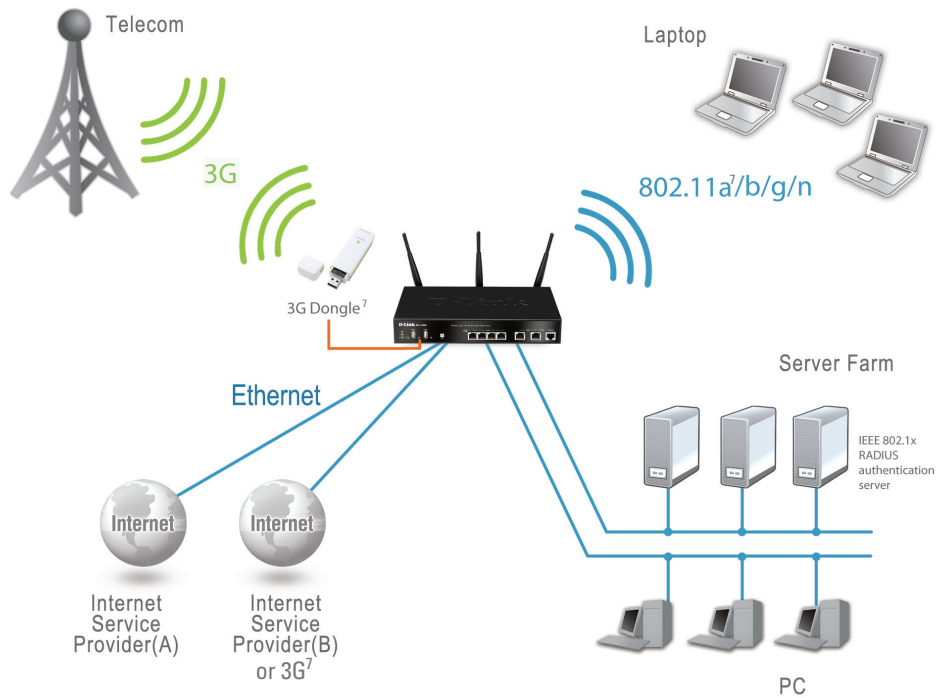 Telecom
Laptop
3G
802.11a7/b/g/n
3G Dongle7
D-Link
D-Link
Ethernet
Server Farm
IEEE 802.1x
RADIUS
authentication
server
Internet
Internet
Internet
Service
Provider(A)
Internet
Service
Provider(B)
or 3G7
PC